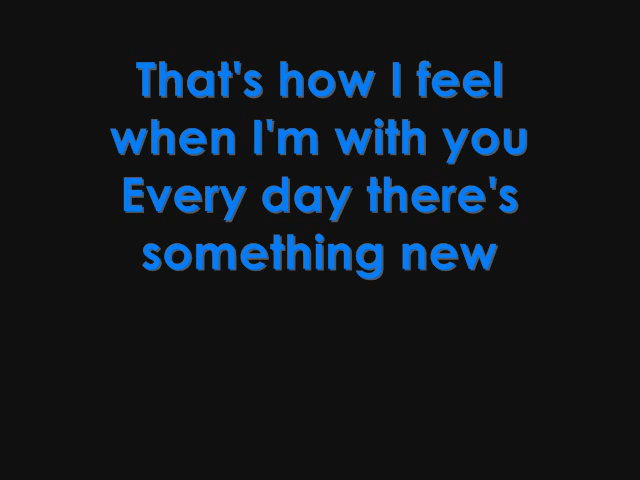 That's how I feel
when I'm with you
Every day there's
something new